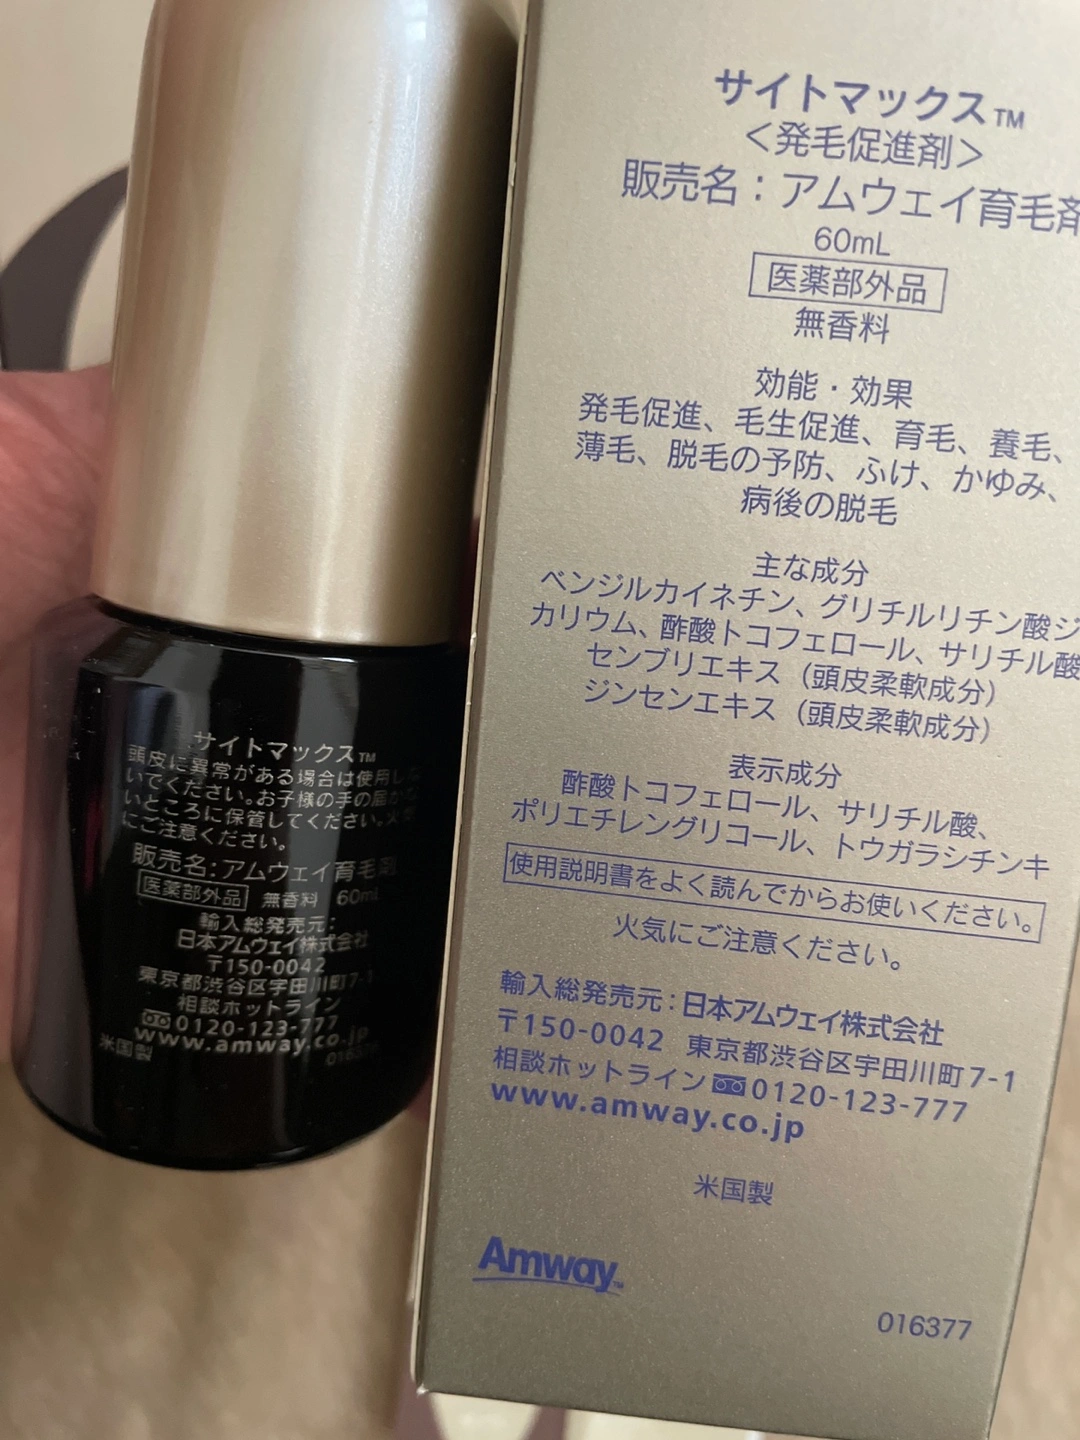 サイトマックス™
頭皮に異常がある場合は使用し
いでください。お子様の手の届か
いところに保管してください。火
にご注意ください。
販売名:アムウェイ育毛剤
医薬部外品 無香料 60mL
輸入総発売元:
日本アムウェイ株式会社
〒150-0042
東京都渋谷区宇田川町7-1
相談ホットライン
0120-123-777
www.amway.co.jp
米国製
サイトマックス™
<発毛促進剤>
販売名:アムウェイ育毛剤
60mL
医薬部外品
無香料
効能・効果
発毛促進、毛生促進、育毛、養毛、
薄毛、脱毛の予防、ふけ、かゆみ、
病後の脱毛
主な成分
ベンジルカイネチン、グリチルリチン酸ジ
カリウム、酢酸トコフェロール、サリチル酸
センブリエキス(頭皮柔軟成分)
ジンセンエキス(頭皮柔軟成分)
表示成分
酢酸トコフェロール、サリチル酸、
ポリエチレングリコール、トウガラシチンキ
使用説明書をよく読んでからお使いください。
火気にご注意ください。
輸入総発売元:日本アムウェイ株式会社
〒150-0042 東京都渋谷区宇田川町7-1
相談ホットライン 0120-123-777
www.amway.co.jp
米国製
Amway™
016377